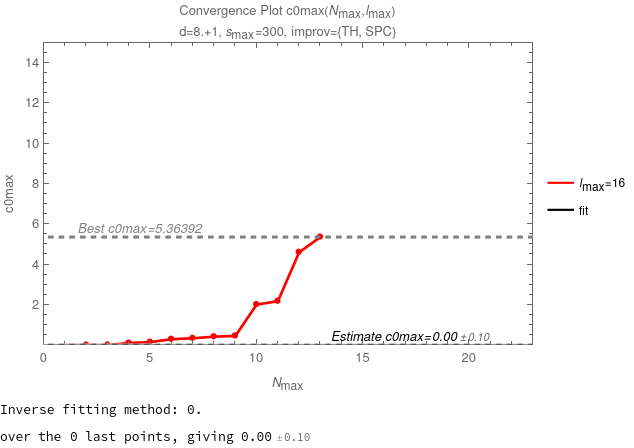 Convergence Plot c0max(Nmax,lmax)
d=8.+1, smax=300, improv={TH, SPC}
14
12
10
8
6
4
2
c0max
Best c0max=5.36392
Estimate c0max=0.00 ±0.10
0 5 10 15 20
Nmax
lmax=16
fit
Inverse fitting method: 0.
over the 0 last points, giving 0.00 ±0.10